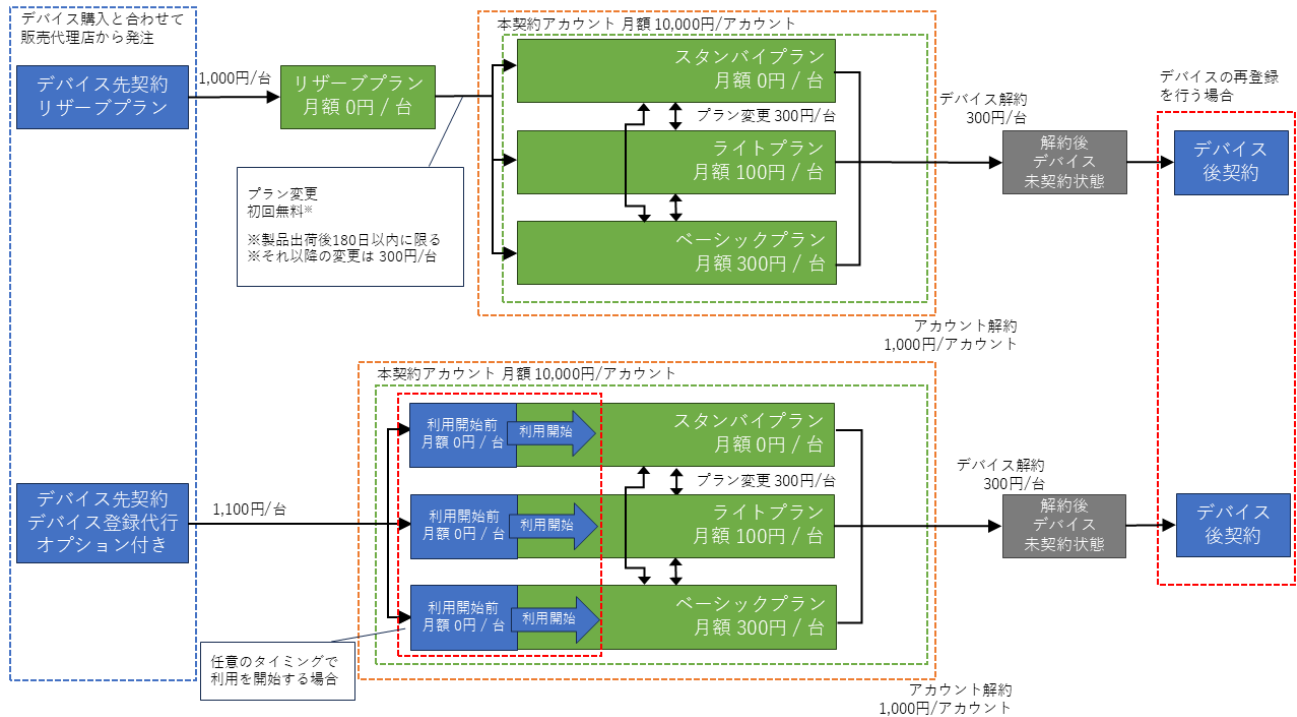 デバイス購入と合わせて
販売代理店から発注
デバイス先契約
リザーブプラン
1,000円/台
リザーブプラン
月額 0円 / 台
プラン変更
初回無料※
※製品出荷後180日以内に限る
※それ以降の変更は 300円/台
本契約アカウント 月額 10,000円/アカウント
スタンバイプラン
月額 0円 / 台
プラン変更 300円/台
ライトプラン
月額 100円 / 台
ベーシックプラン
月額 300円 / 台
デバイス解約
300円/台
解約後
デバイス
未契約状態
デバイスの再登録
を行う場合
デバイス
後契約
アカウント解約
1,000円/アカウント
デバイス先契約
デバイス登録代行
オプション付き
1,100円/台
本契約アカウント 月額 10,000円/アカウント
利用開始前
月額 0円 / 台
利用開始
スタンバイプラン
月額 0円 / 台
プラン変更 300円/台
利用開始前
月額 0円 / 台
利用開始
ライトプラン
月額 100円 / 台
利用開始前
月額 0円 / 台
利用開始
ベーシックプラン
月額 300円 / 台
任意のタイミングで
利用を開始する場合
デバイス解約
300円/台
解約後
デバイス
未契約状態
デバイス
後契約
アカウント解約
1,000円/アカウント